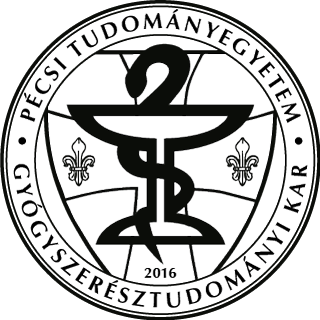 PÉCSI TUDOMÁNYEGYETEM
GYÓGYSZERÉSZTUDOMÁNYI KAR
2016